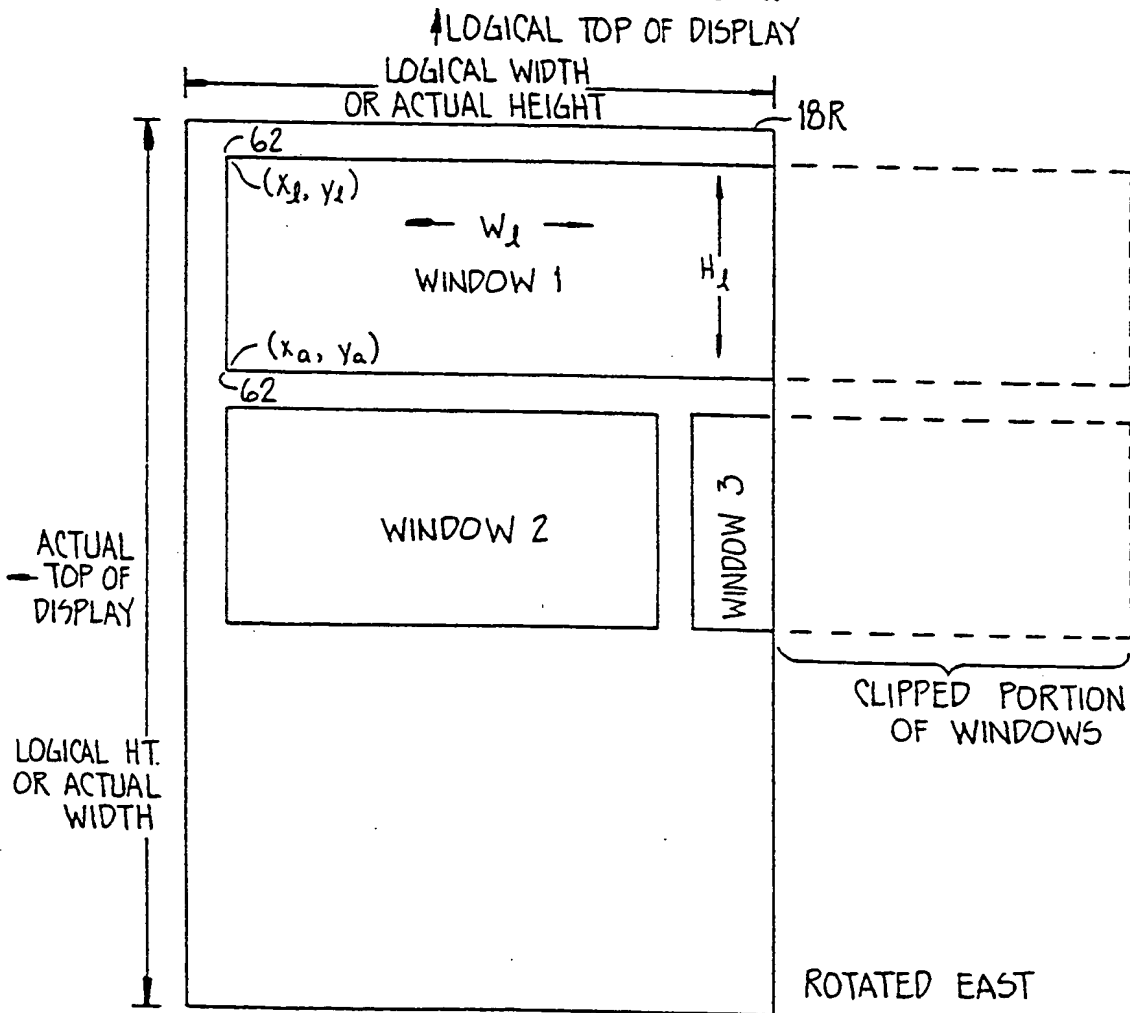 LOGICAL TOP OF DISPLAY
LOGICAL WIDTH
OR ACTUAL HEIGHT
18R
62
(xl, yl)
Wl
WINDOW 1
Hl
(xa, ya)
62
WINDOW 2
WINDOW 3
ACTUAL
TOP OF
DISPLAY
CLIPPED PORTION
OF WINDOWS
LOGICAL HT.
OR ACTUAL
WIDTH
ROTATED EAST